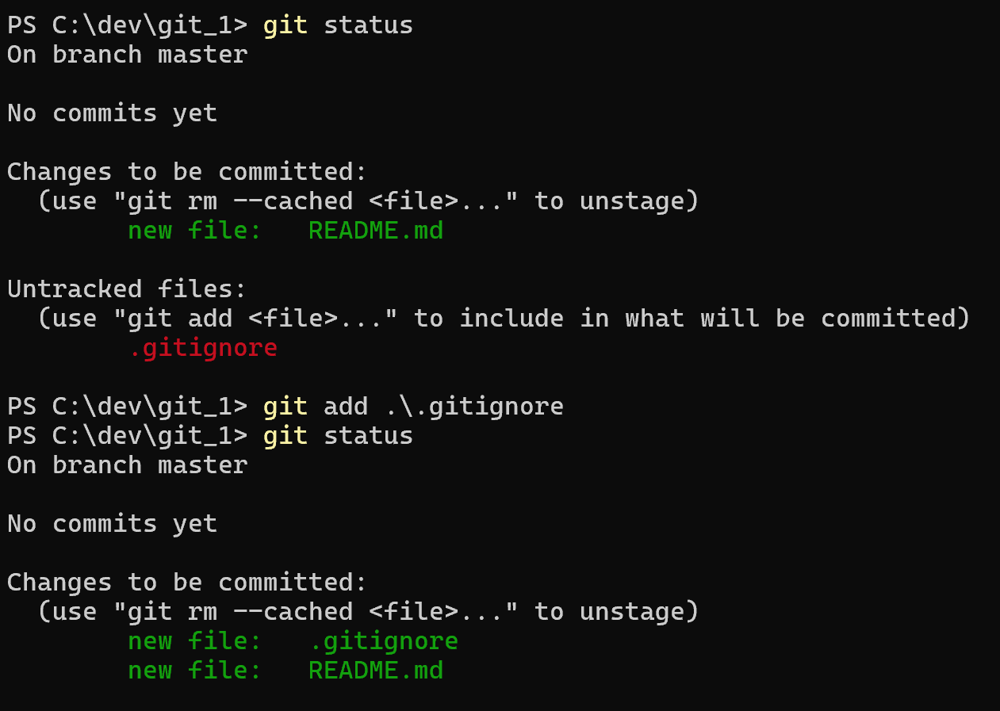 PS C:\dev\git_1> git status
On branch master
No commits yet
Changes to be committed:
  (use "git rm --cached <file>..." to unstage)
        new file:   README.md
Untracked files:
  (use "git add <file>..." to include in what will be committed)
        .gitignore
PS C:\dev\git_1> git add .\.gitignore
PS C:\dev\git_1> git status
On branch master
No commits yet
Changes to be committed:
  (use "git rm --cached <file>..." to unstage)
        new file:   .gitignore
        new file:   README.md